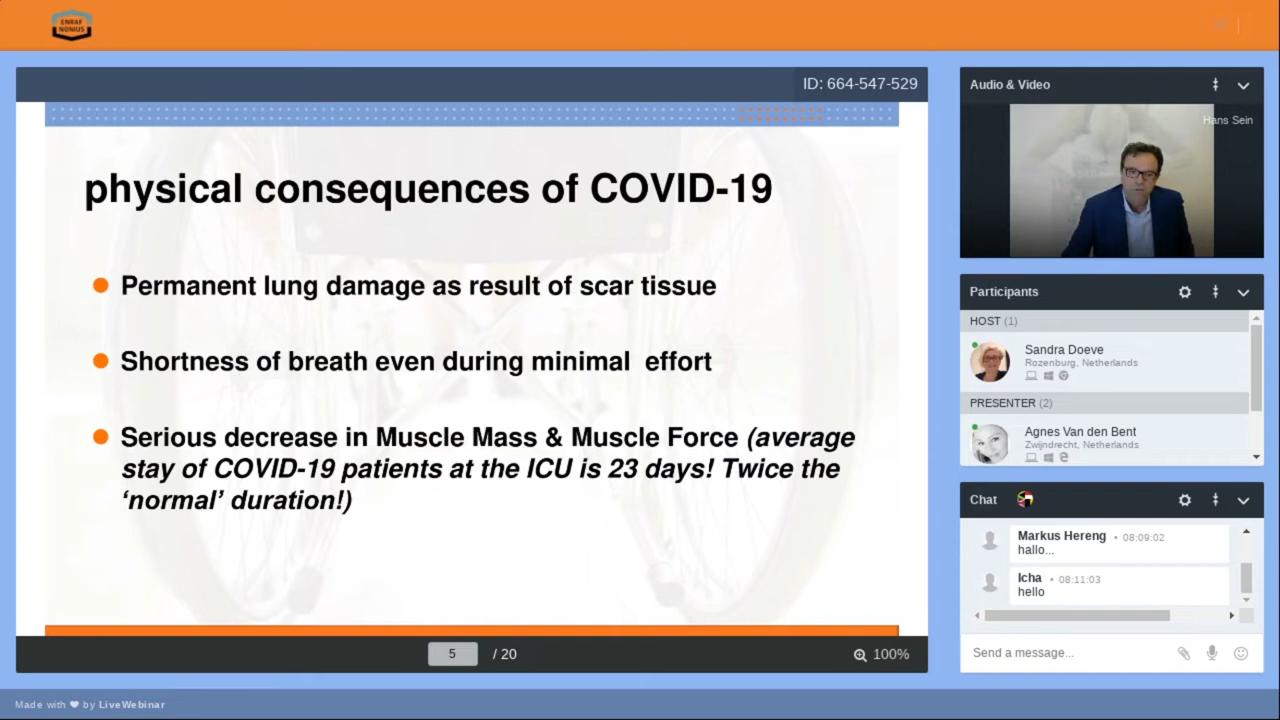 ENRAF
NONIUS
ID: 664-547-529
physical consequences of COVID-19
Permanent lung damage as result of scar tissue
Shortness of breath even during minimal  effort
Serious decrease in Muscle Mass & Muscle Force (average
stay of COVID-19 patients at the ICU is 23 days! Twice the
‘normal’ duration!)
5 / 20
100%
Audio & Video
Hans Sein
Participants
HOST (1)
Sandra Doeve
Rozenburg, Netherlands
PRESENTER (2)
Agnes Van den Bent
Zwijndrecht, Netherlands
Chat
Markus Hereng • 08:09:02
hallo...
Icha • 08:11:03
hello
Send a message...
Made with ❤ by LiveWebinar